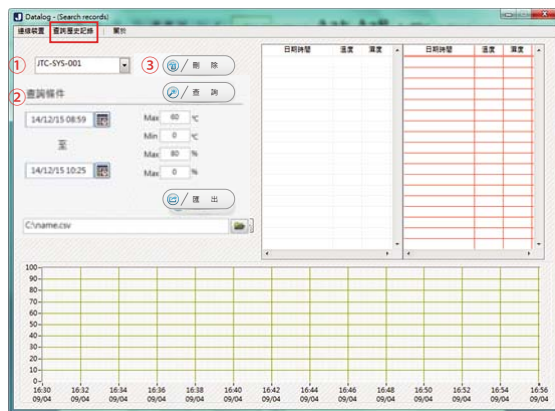 Datalog - (Search records)
連線裝置 查詢歷史記錄 關於
① JTC-SYS-001 ③ 刪 除
② 查詢條件 查 詢
14/12/15 08:59 Max 60 ℃
至 Min 0 ℃
Max 80 %
14/12/15 10:25 Max 0 %
匯 出
C:\name.csv
日期時間 溫度 濕度 日期時間 溫度 濕度
100
90
80
70
60
50
40
30
20
10
0
16:30 16:32 16:34 16:36 16:38 16:40 16:42 16:44 16:46 16:48 16:50 16:52 16:54 16:56
09/04 09/04 09/04 09/04 09/04 09/04 09/04 09/04 09/04 09/04 09/04 09/04 09/04 09/04